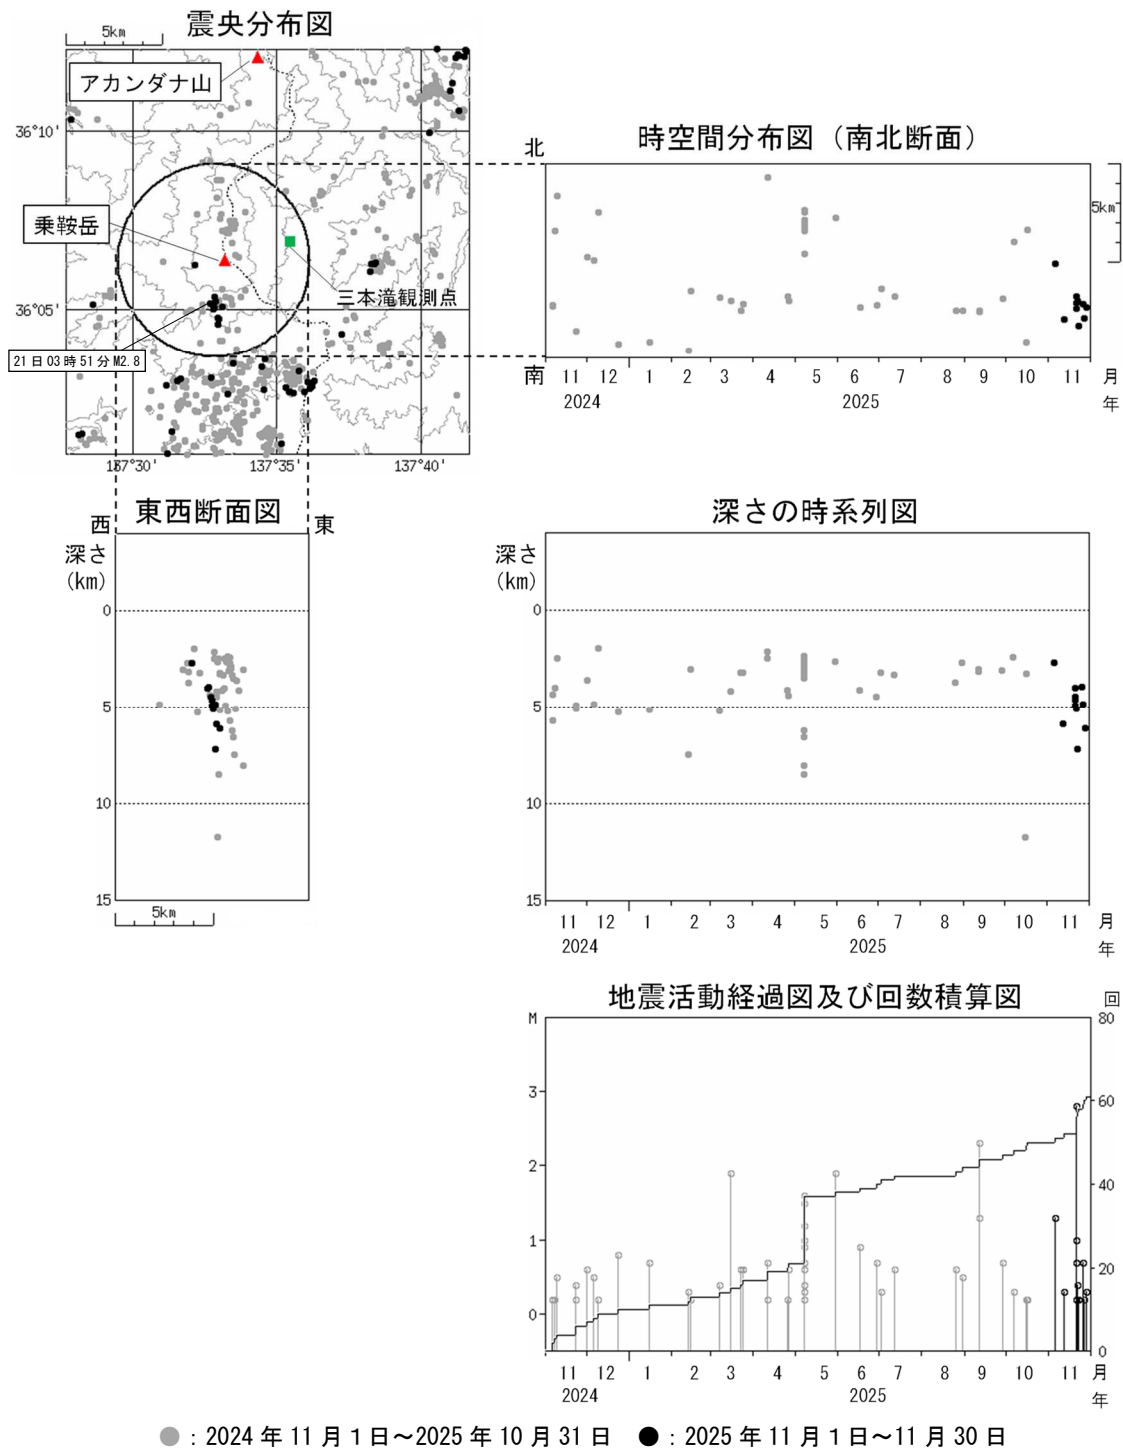 震央分布図
5km
アカンダナ山
36°10'
乗鞍岳
三本滝観測点
36°05'
21日03時51分M2.8
137°30' 137°35' 137°40'
時空間分布図（南北断面）
北
5km
南
11 12 1 2 3 4 5 6 7 8 9 10 11 月
2024 2025 年
東西断面図
西 東
深さ
(km)
0
5
10
15
5km
深さの時系列図
深さ
(km)
0
5
10
15
11 12 1 2 3 4 5 6 7 8 9 10 11 月
2024 2025 年
地震活動経過図及び回数積算図
M 回
80
3
60
2
40
1
20
0
0
11 12 1 2 3 4 5 6 7 8 9 10 11 月
2024 2025 年
：2024年11月1日～2025年10月31日 ：2025年11月1日～11月30日